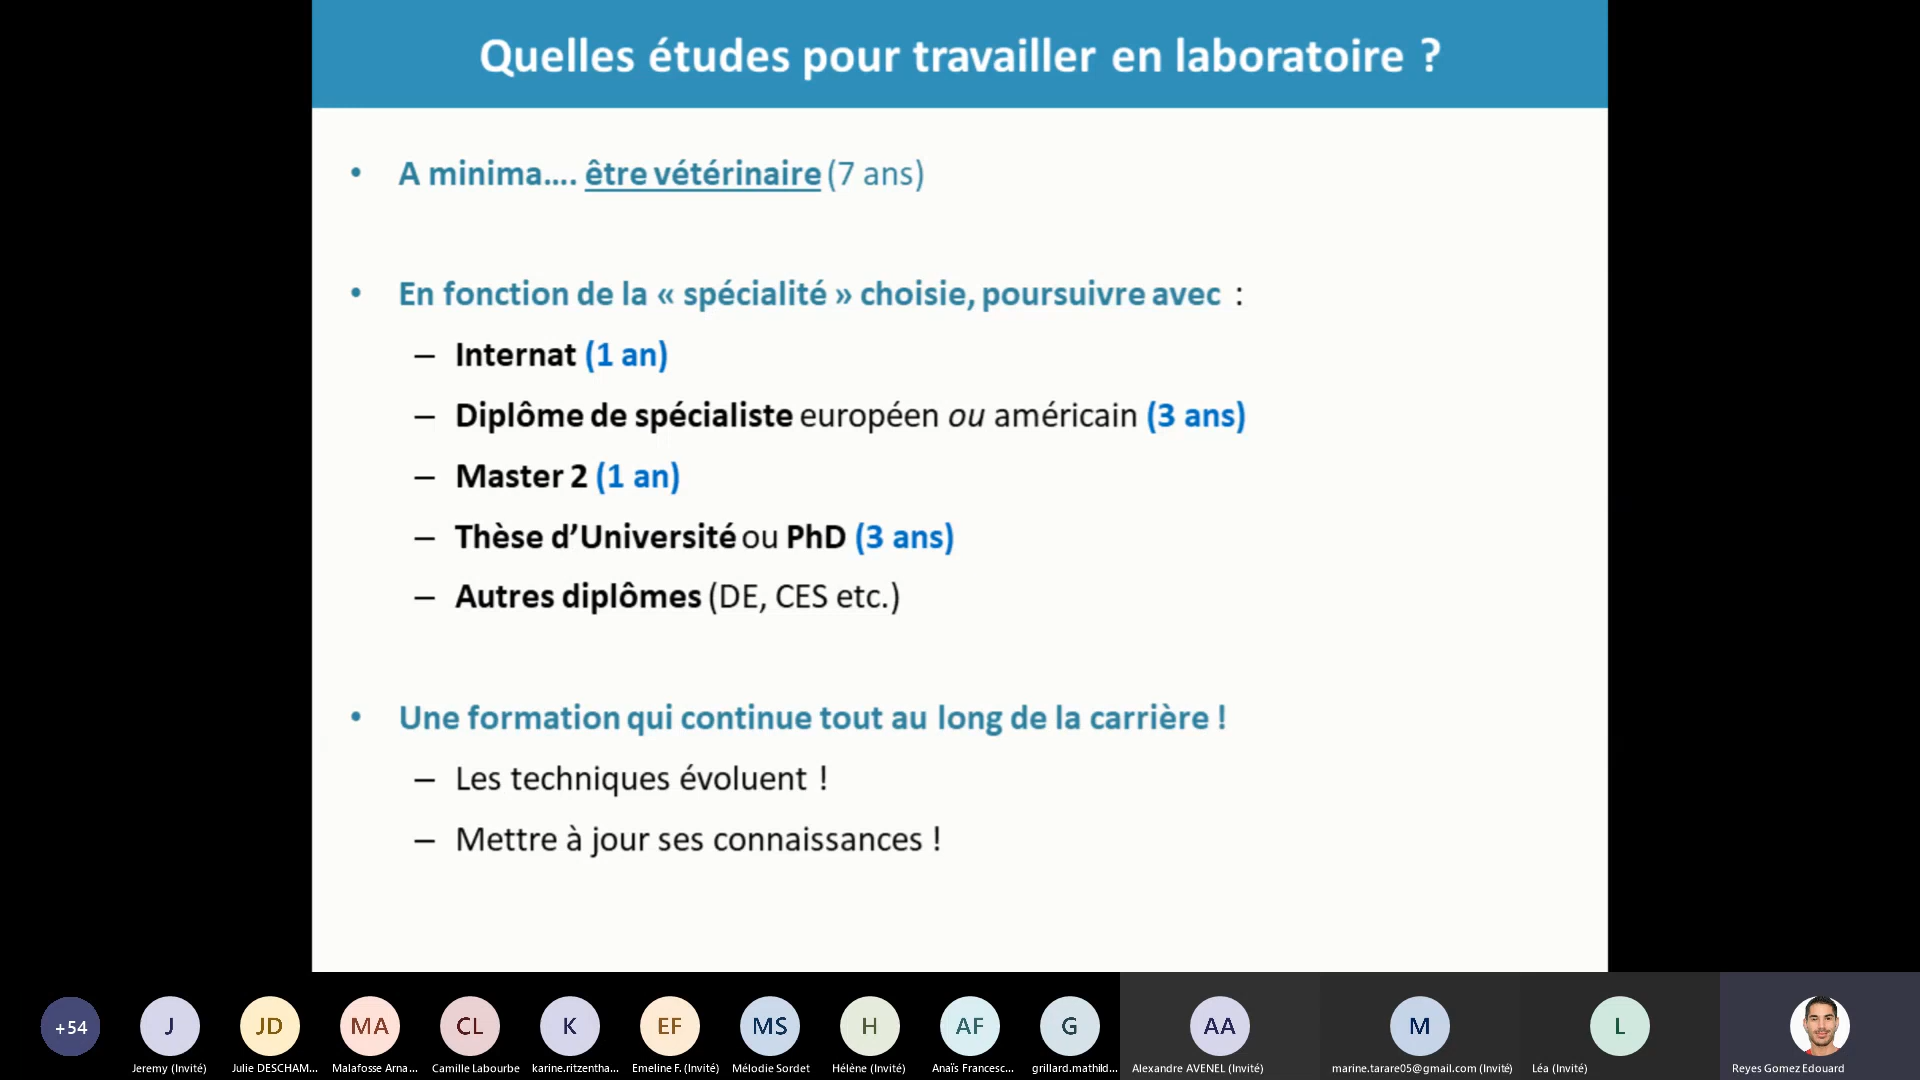 Quelles études pour travailler en laboratoire ?
• A minima.... être vétérinaire (7 ans)
• En fonction de la « spécialité » choisie, poursuivre avec :
– Internat (1 an)
– Diplôme de spécialiste européen ou américain (3 ans)
– Master 2 (1 an)
– Thèse d’Université ou PhD (3 ans)
– Autres diplômes (DE, CES etc.)
• Une formation qui continue tout au long de la carrière !
– Les techniques évoluent !
– Mettre à jour ses connaissances !
+54 J JD MA CL K EF MS H AF G AA M L
Jeremy (Invité) Julie DESCHAM... Malafosse Arna... Camille Labourbe karine.ritzentha... Emeline F. (Invité) Mélodie Sordet Hélène (Invité) Anaïs Francesc... grillard.mathild... Alexandre AVENEL (Invité) marine.tarare05@gmail.com (Invité) Léa (Invité) Reyes Gomez Edouard